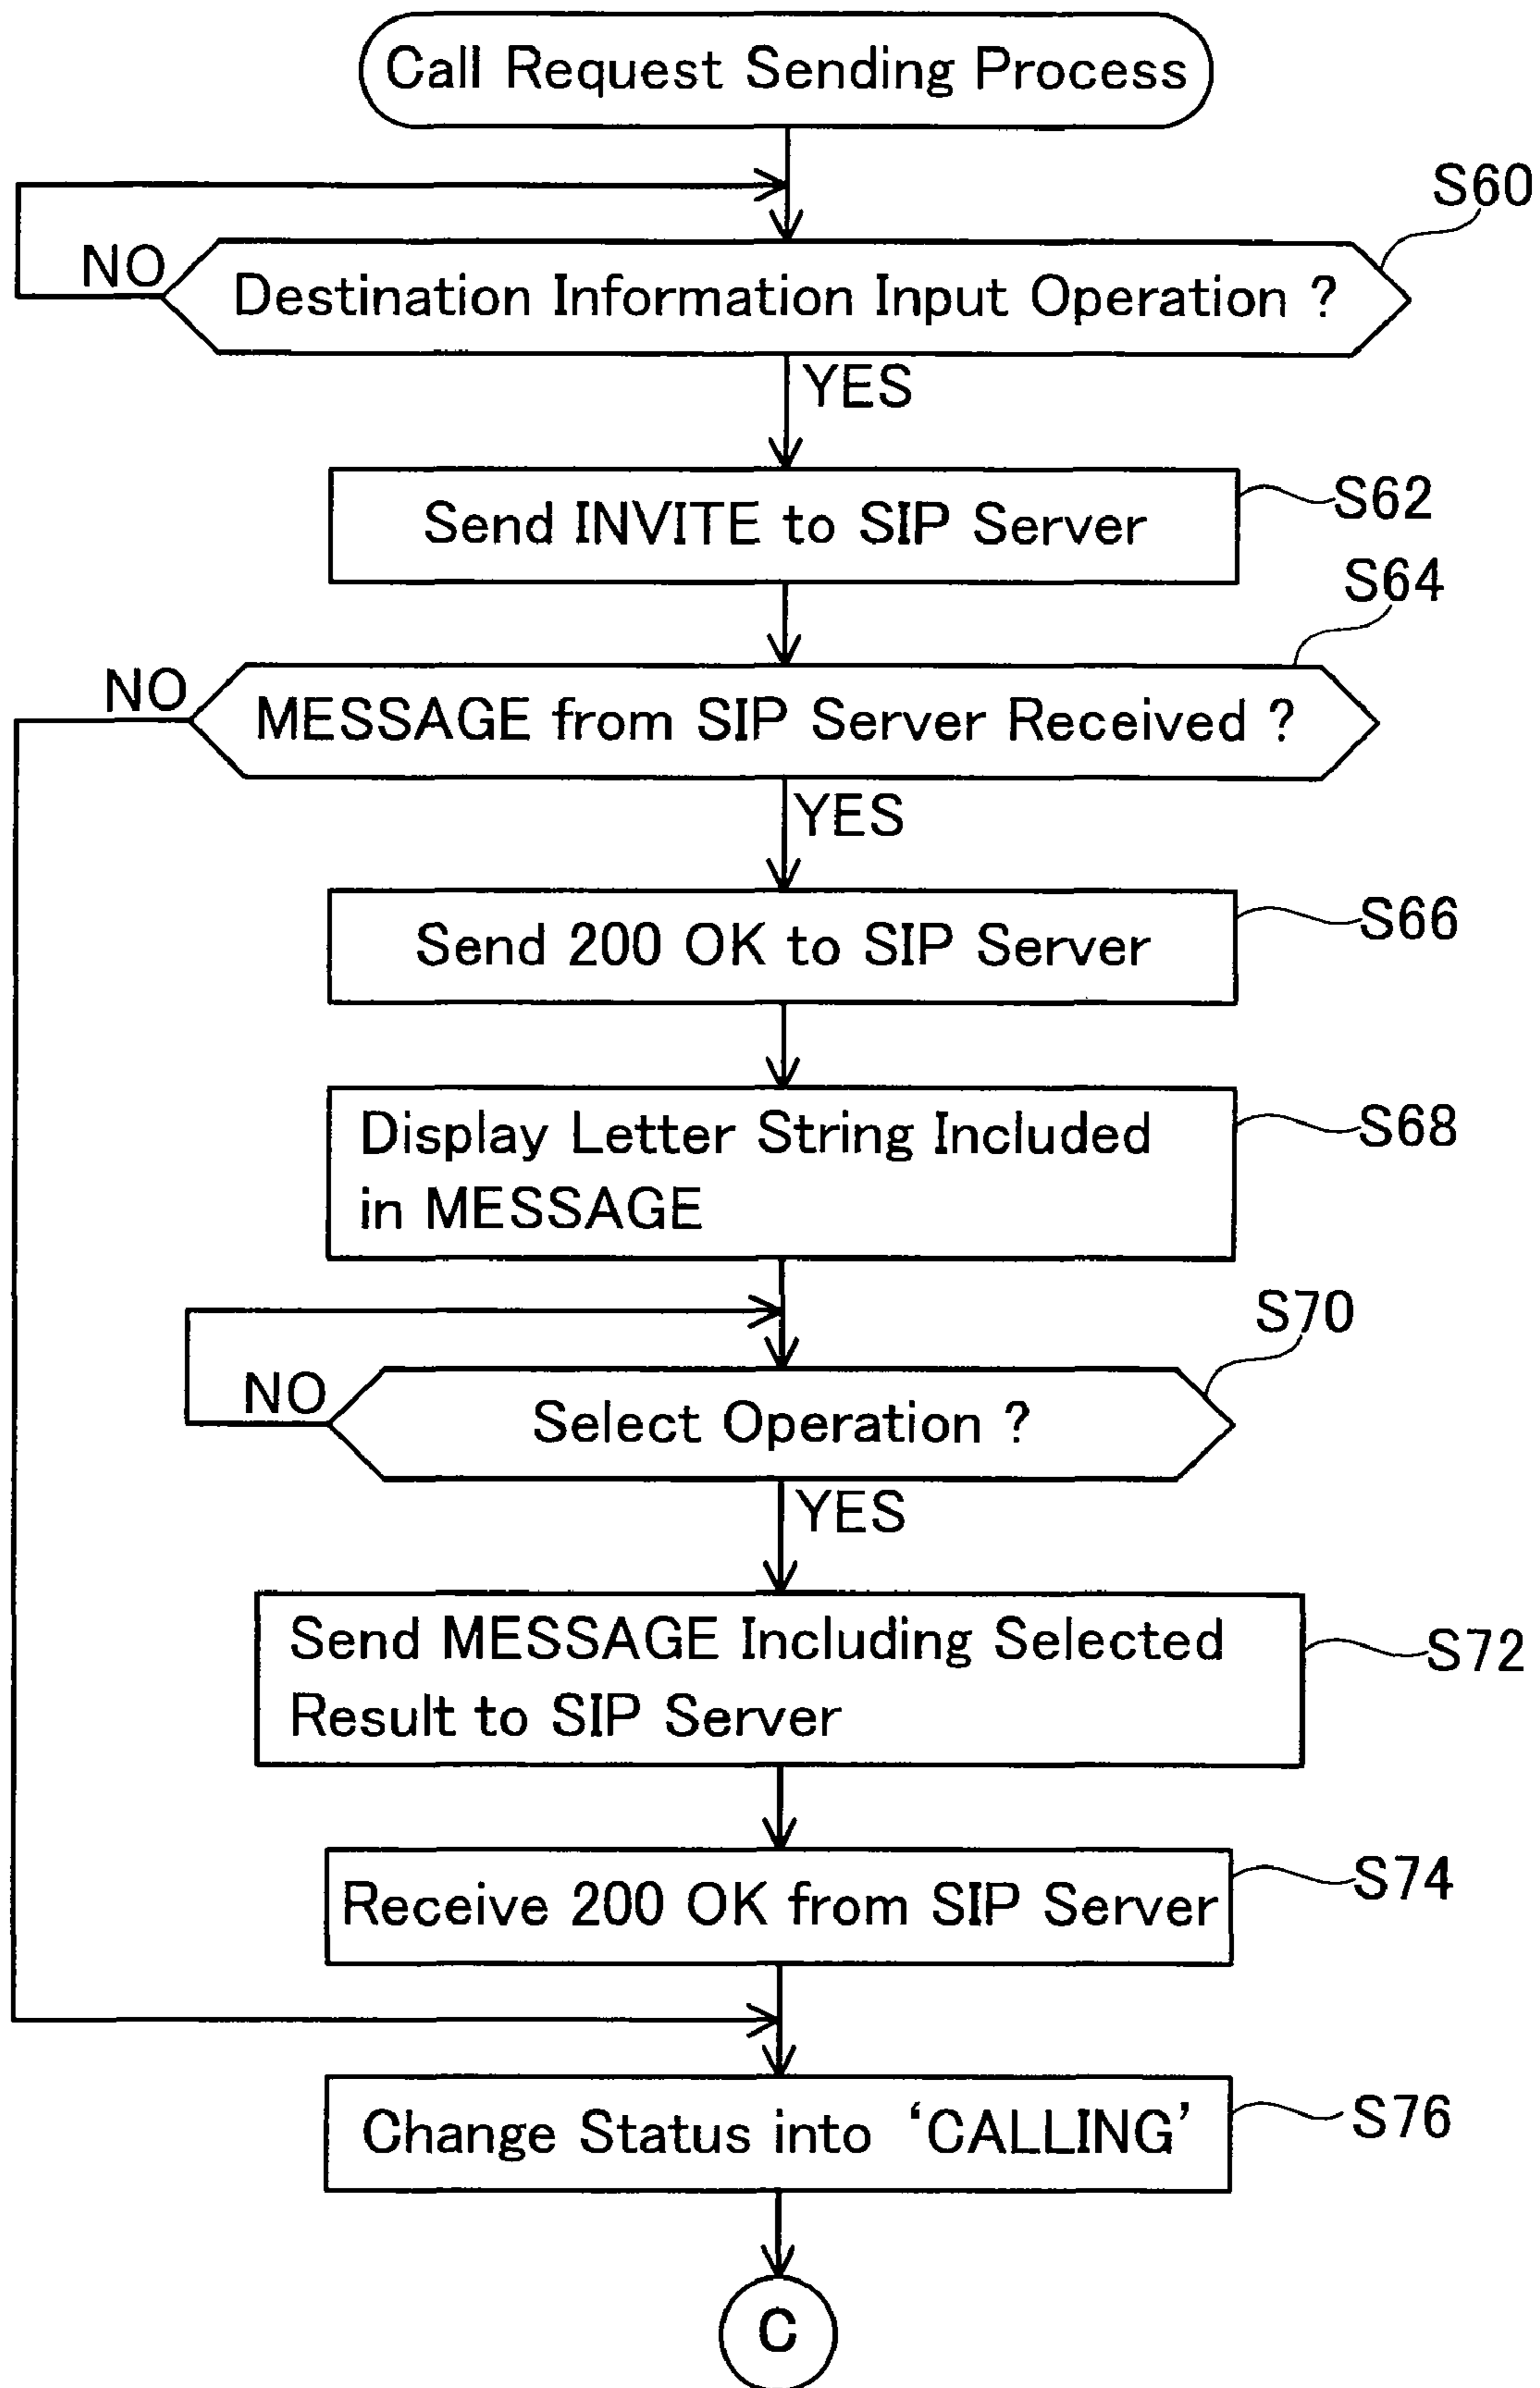 Call Request Sending Process
S60
NO
Destination Information Input Operation ?
YES
Send INVITE to SIP Server
S62
S64
NO
MESSAGE from SIP Server Received ?
YES
Send 200 OK to SIP Server
S66
Display Letter String Included
in MESSAGE
S68
S70
NO
Select Operation ?
YES
Send MESSAGE Including Selected
Result to SIP Server
S72
Receive 200 OK from SIP Server
S74
Change Status into ‘CALLING’
S76
C